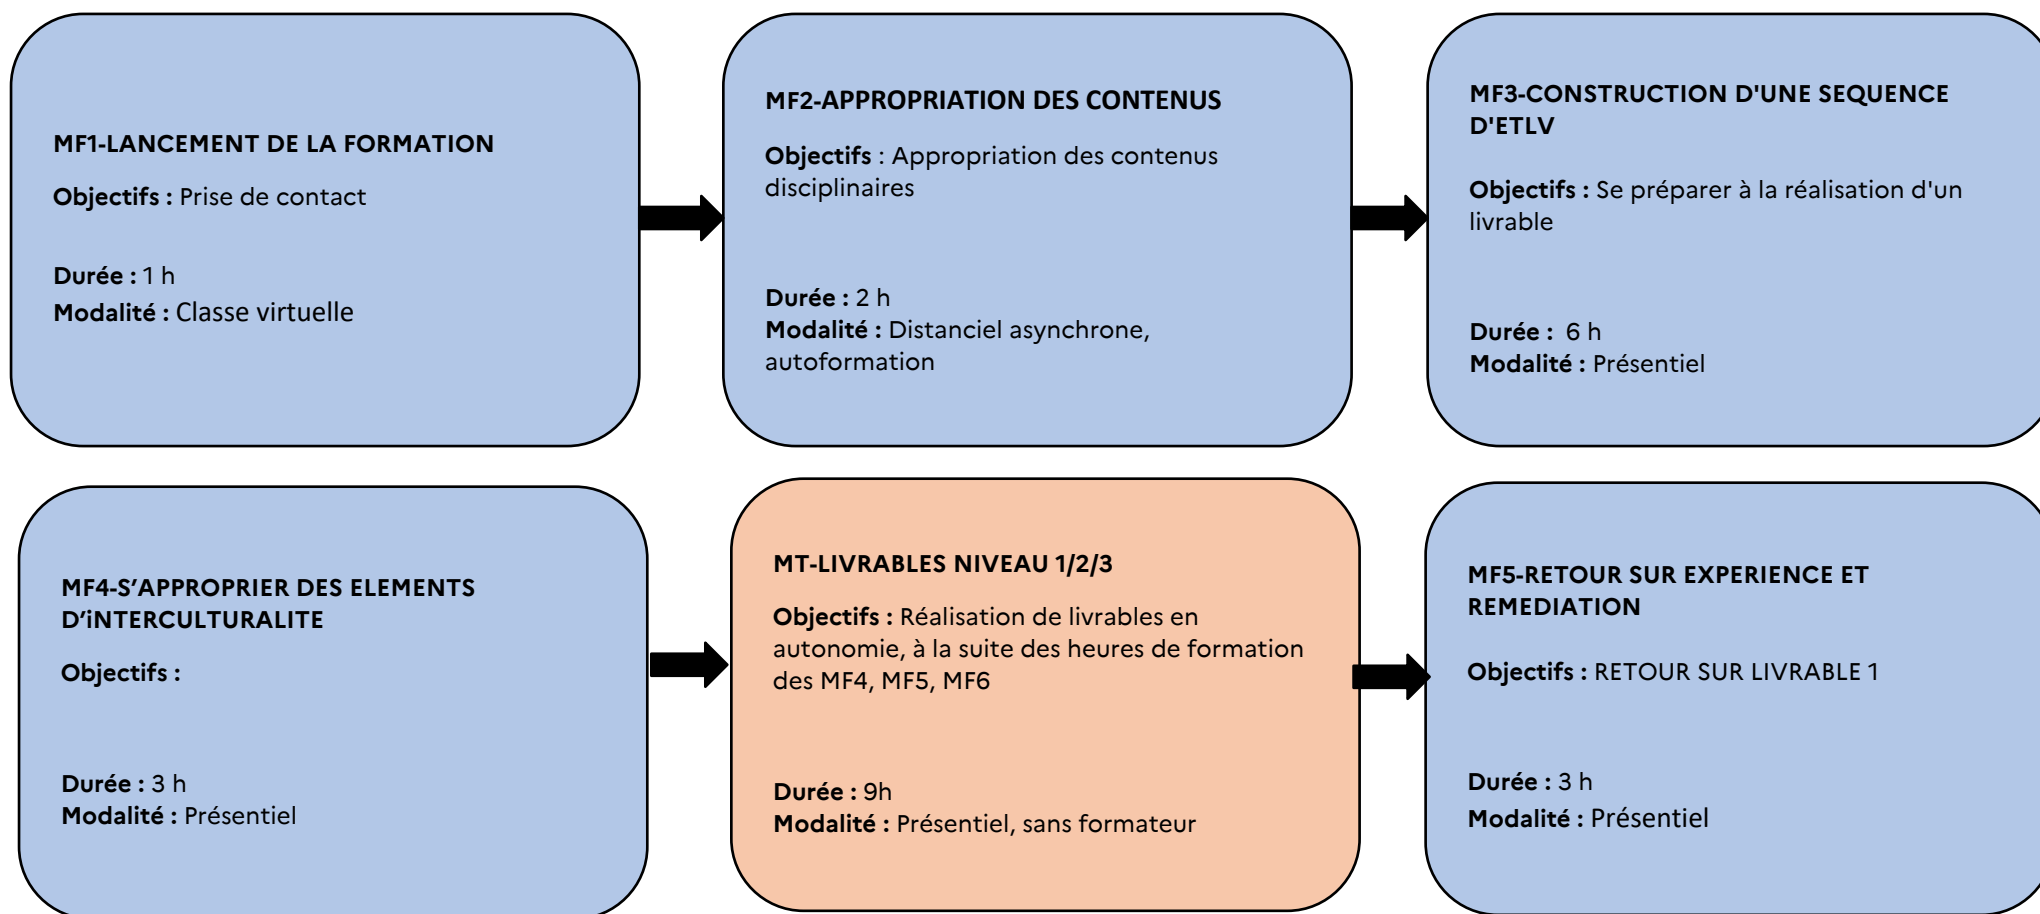 MF1-LANCEMENT DE LA FORMATION
Objectifs : Prise de contact
Durée : 1 h
Modalité : Classe virtuelle
MF2-APPROPRIATION DES CONTENUS
Objectifs : Appropriation des contenus
disciplinaires
Durée : 2 h
Modalité : Distanciel asynchrone,
autoformation
MF3-CONSTRUCTION D'UNE SEQUENCE
D'ETLV
Objectifs : Se préparer à la réalisation d'un
livrable
Durée : 6 h
Modalité : Présentiel
MF4-S’APPROPRIER DES ELEMENTS
D’iNTERCULTURALITE
Objectifs :
Durée : 3 h
Modalité : Présentiel
MT-LIVRABLES NIVEAU 1/2/3
Objectifs : Réalisation de livrables en
autonomie, à la suite des heures de formation
des MF4, MF5, MF6
Durée : 9h
Modalité : Présentiel, sans formateur
MF5-RETOUR SUR EXPERIENCE ET
REMEDIATION
Objectifs : RETOUR SUR LIVRABLE 1
Durée : 3 h
Modalité : Présentiel